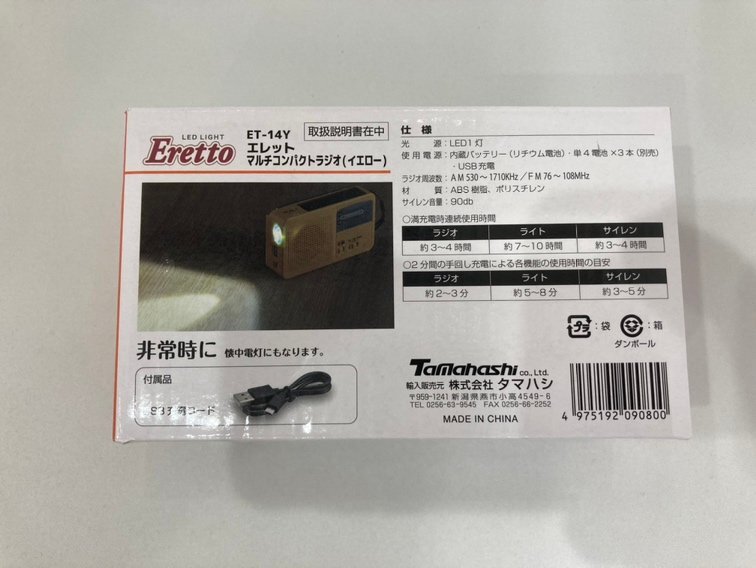 LED LIGHT
Eretto
ET-14Y
エレット
マルチコンパクトラジオ(イエロー)
取扱説明書在中
非常時に 懐中電灯にもなります。
付属品
仕様
光源:LED1灯
使用電源:内蔵バッテリー(リチウム電池)・単4電池×3本(別売)
・USB充電
ラジオ周波数:AM 530~1710KHz/FM 76~108MHz
材質:ABS樹脂、ポリスチレン
サイレン音量:90db
○満充電時連続使用時間
ラジオ ライト サイレン
約3~4時間 約7~10時間 約3~4時間
○2分間の手回し充電による各機能の使用時間の目安
ラジオ ライト サイレン
約2~3分 約5~8分 約3~5分
プラ:袋 :箱
ダンボール
Tamahashi co., Ltd.
輸入販売元 株式会社 タマハシ
〒959-1241 新潟県燕市小高4549-6
TEL 0256-63-9545 FAX 0256-66-2252
MADE IN CHINA
4 975192 090800